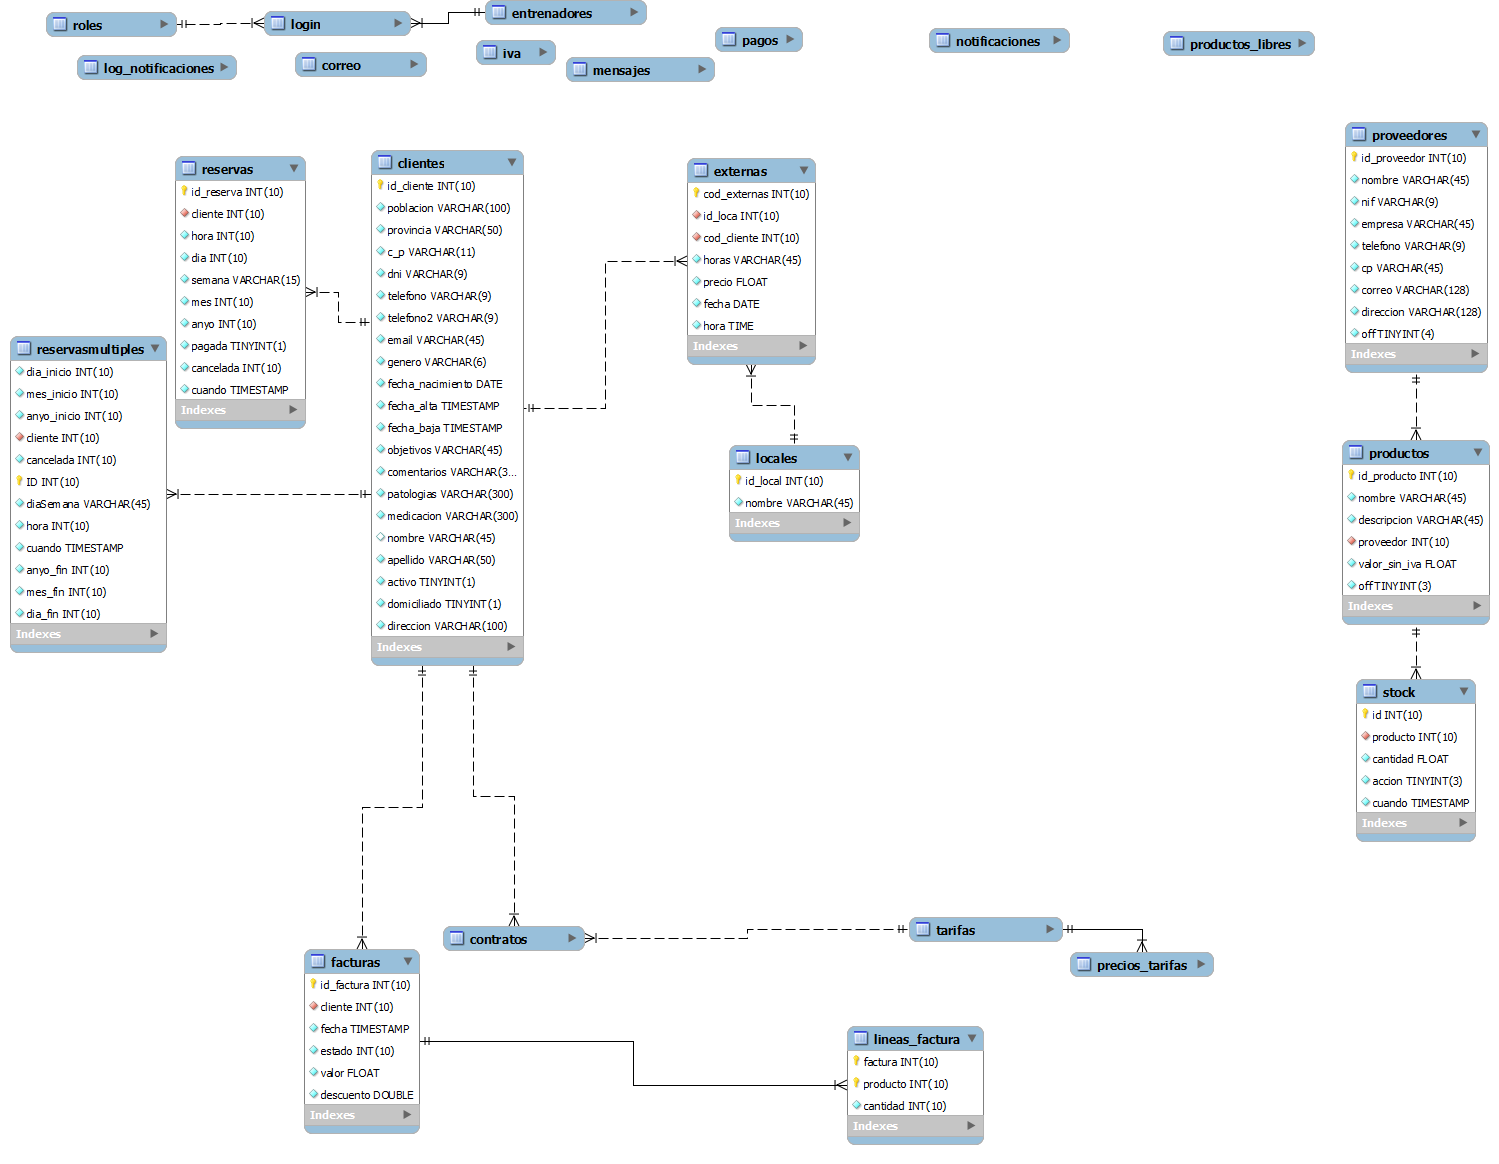 roles
login
entrenadores
log_notificaciones
correo
iva
mensajes
pagos
notificaciones
productos_libres
reservas
id_reserva INT(10)
cliente INT(10)
hora INT(10)
dia INT(10)
semana VARCHAR(15)
mes INT(10)
anyo INT(10)
pagada TINYINT(1)
cancelada INT(10)
cuando TIMESTAMP
Indexes
reservasmultiples
dia_inicio INT(10)
mes_inicio INT(10)
anyo_inicio INT(10)
cliente INT(10)
cancelada INT(10)
ID INT(10)
diaSemana VARCHAR(45)
hora INT(10)
cuando TIMESTAMP
anyo_fin INT(10)
mes_fin INT(10)
dia_fin INT(10)
Indexes
clientes
id_cliente INT(10)
poblacion VARCHAR(100)
provincia VARCHAR(50)
c_p VARCHAR(11)
dni VARCHAR(9)
telefono VARCHAR(9)
telefono2 VARCHAR(9)
email VARCHAR(45)
genero VARCHAR(6)
fecha_nacimiento DATE
fecha_alta TIMESTAMP
fecha_baja TIMESTAMP
objetivos VARCHAR(45)
comentarios VARCHAR(3...
patologias VARCHAR(300)
medicacion VARCHAR(300)
nombre VARCHAR(45)
apellido VARCHAR(50)
activo TINYINT(1)
domiciliado TINYINT(1)
direccion VARCHAR(100)
Indexes
externas
cod_externas INT(10)
id_loca INT(10)
cod_cliente INT(10)
horas VARCHAR(45)
precio FLOAT
fecha DATE
hora TIME
Indexes
locales
id_local INT(10)
nombre VARCHAR(45)
Indexes
proveedores
id_proveedor INT(10)
nombre VARCHAR(45)
nif VARCHAR(9)
empresa VARCHAR(45)
telefono VARCHAR(9)
cp VARCHAR(45)
correo VARCHAR(128)
direccion VARCHAR(128)
off TINYINT(4)
Indexes
productos
id_producto INT(10)
nombre VARCHAR(45)
descripcion VARCHAR(45)
proveedor INT(10)
valor_sin_iva FLOAT
off TINYINT(3)
Indexes
stock
id INT(10)
producto INT(10)
cantidad FLOAT
accion TINYINT(3)
cuando TIMESTAMP
Indexes
contratos
tarifas
precios_tarifas
facturas
id_factura INT(10)
cliente INT(10)
fecha TIMESTAMP
estado INT(10)
valor FLOAT
descuento DOUBLE
Indexes
lineas_factura
factura INT(10)
producto INT(10)
cantidad INT(10)
Indexes